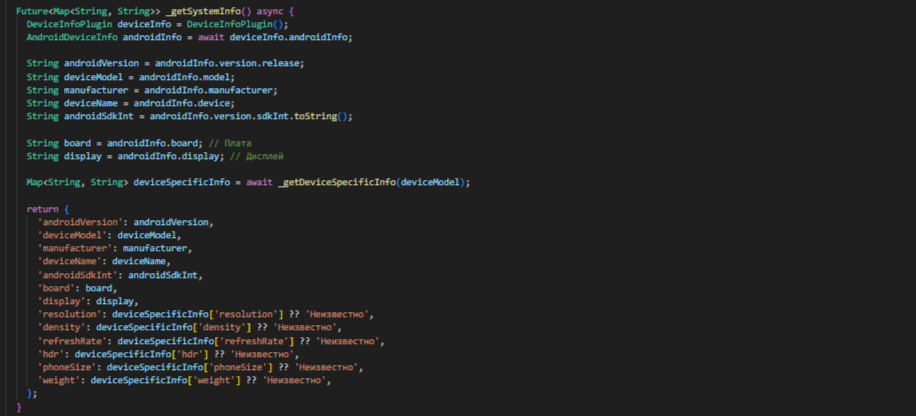 Future<Map<String, String>> _getSystemInfo() async {
DeviceInfoPlugin deviceInfo = DeviceInfoPlugin();
AndroidDeviceInfo androidInfo = await deviceInfo.androidInfo;
String androidVersion = androidInfo.version.release;
String deviceModel = androidInfo.model;
String manufacturer = androidInfo.manufacturer;
String deviceName = androidInfo.device;
String androidSdkInt = androidInfo.version.sdkInt.toString();
String board = androidInfo.board; // Плата
String display = androidInfo.display; // Дисплей
Map<String, String> deviceSpecificInfo = await _getDeviceSpecificInfo(deviceModel);
return {
'androidVersion': androidVersion,
'deviceModel': deviceModel,
'manufacturer': manufacturer,
'deviceName': deviceName,
'androidSdkInt': androidSdkInt,
'board': board,
'display': display,
'resolution': deviceSpecificInfo['resolution'] ?? 'Неизвестно',
'density': deviceSpecificInfo['density'] ?? 'Неизвестно',
'refreshRate': deviceSpecificInfo['refreshRate'] ?? 'Неизвестно',
'hdr': deviceSpecificInfo['hdr'] ?? 'Неизвестно',
'phoneSize': deviceSpecificInfo['phoneSize'] ?? 'Неизвестно',
'weight': deviceSpecificInfo['weight'] ?? 'Неизвестно',
};
}